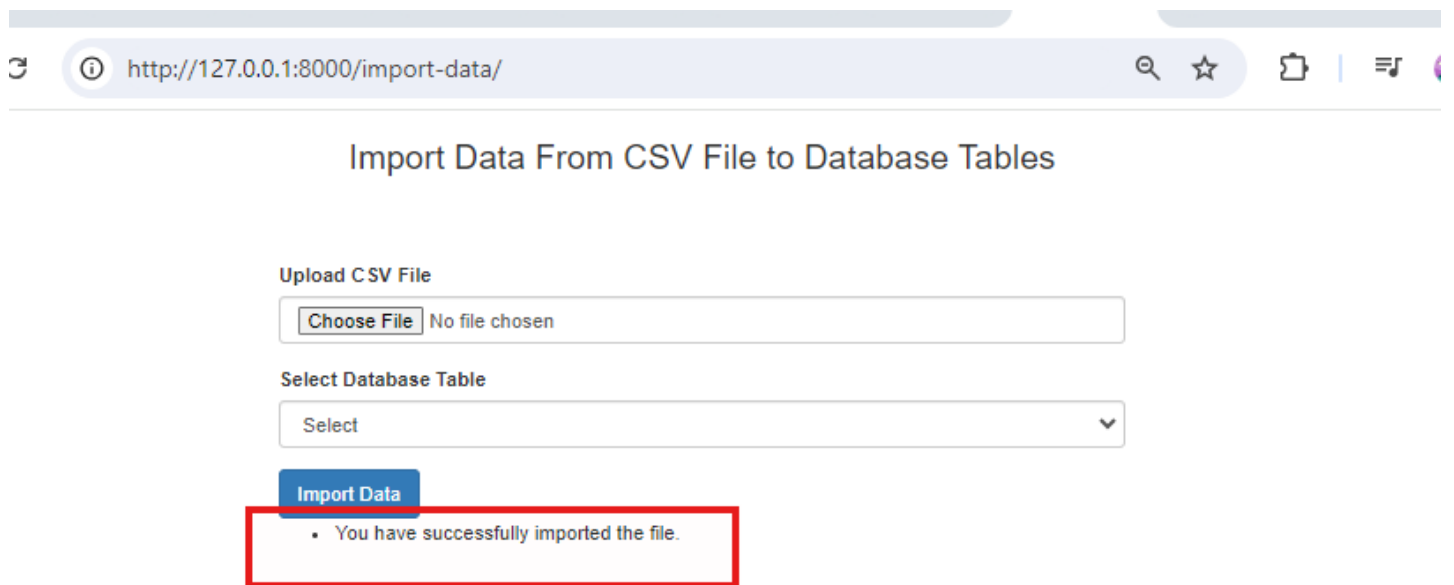 http://127.0.0.1:8000/import-data/
Import Data From CSV File to Database Tables
Upload CSV File
Choose File No file chosen
Select Database Table
Select
Import Data
• You have successfully imported the file.